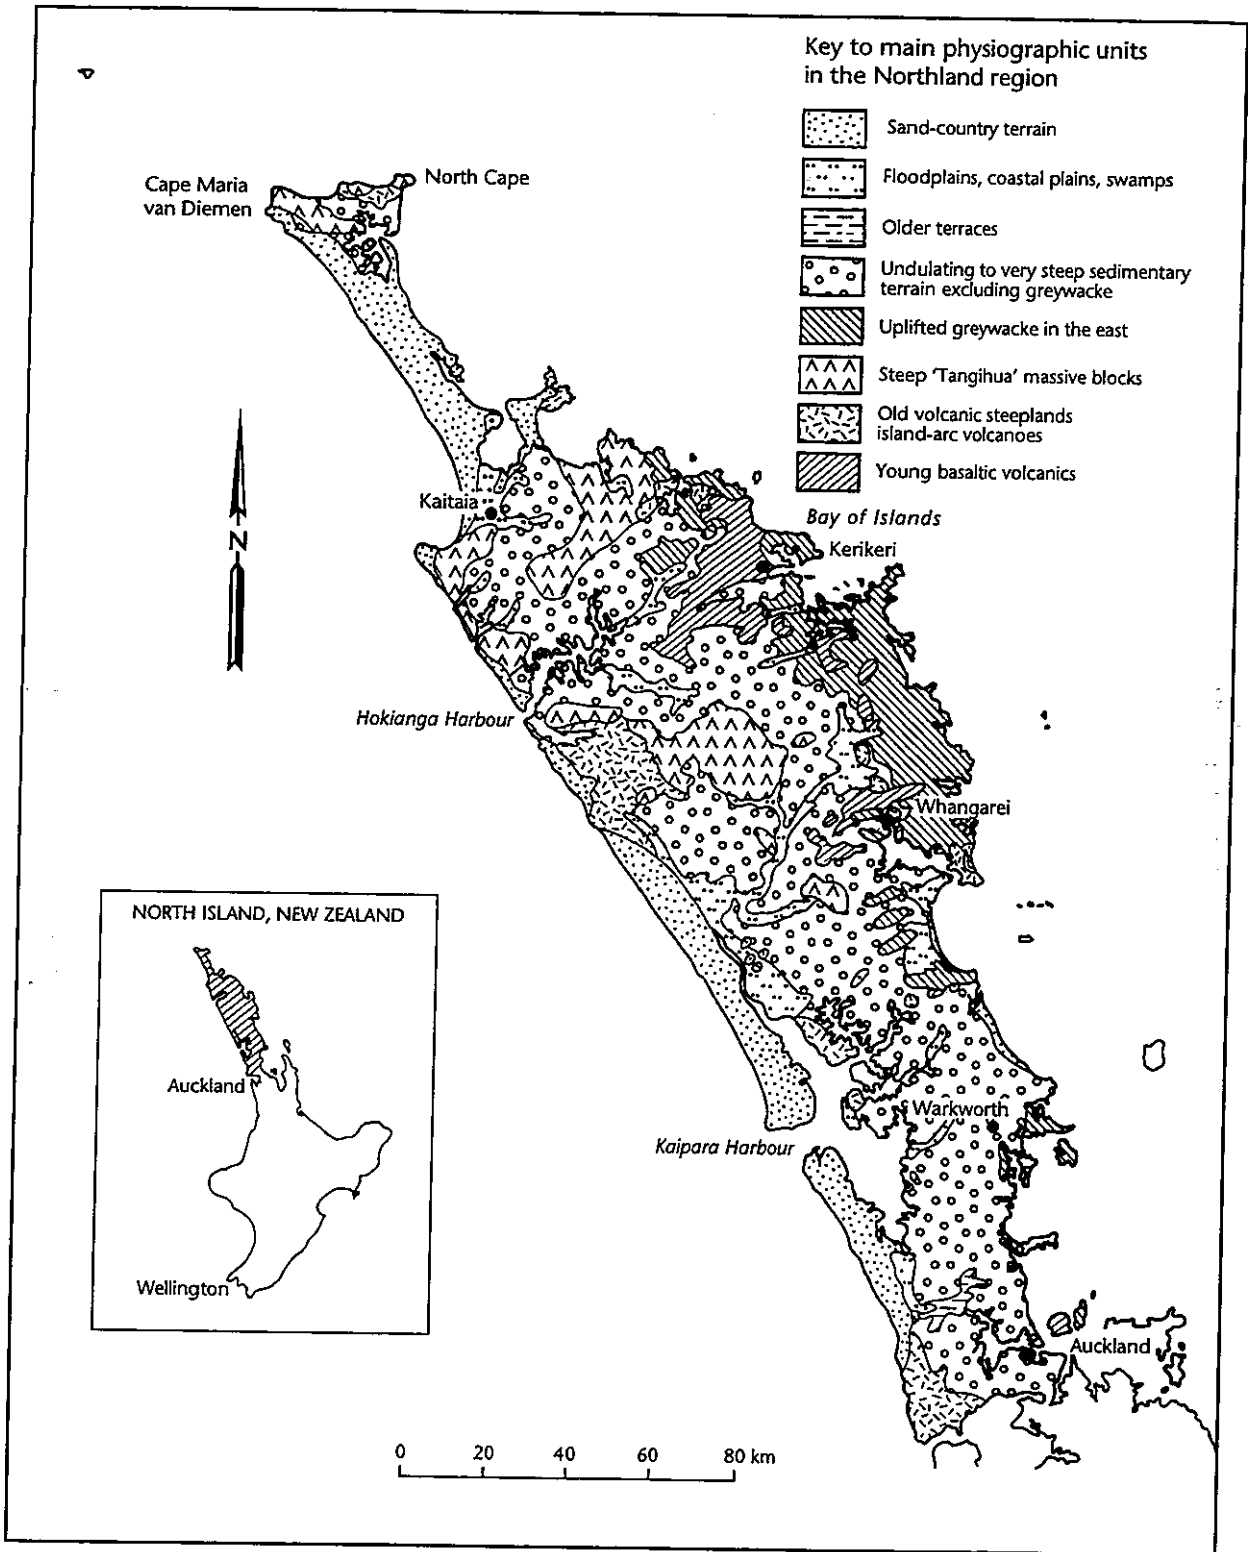 Key to main physiographic units
in the Northland region
Sand-country terrain
Floodplains, coastal plains, swamps
Older terraces
Undulating to very steep sedimentary
terrain excluding greywacke
Uplifted greywacke in the east
Steep 'Tangihua' massive blocks
Old volcanic steeplands
island-arc volcanoes
Young basaltic volcanics
Cape Maria
van Diemen
North Cape
Kaitaia
Bay of Islands
Kerikeri
N
Hokianga Harbour
Whangarei
NORTH ISLAND, NEW ZEALAND
Auckland
Wellington
Warkworth
Kaipara Harbour
Auckland
0 20 40 60 80 km